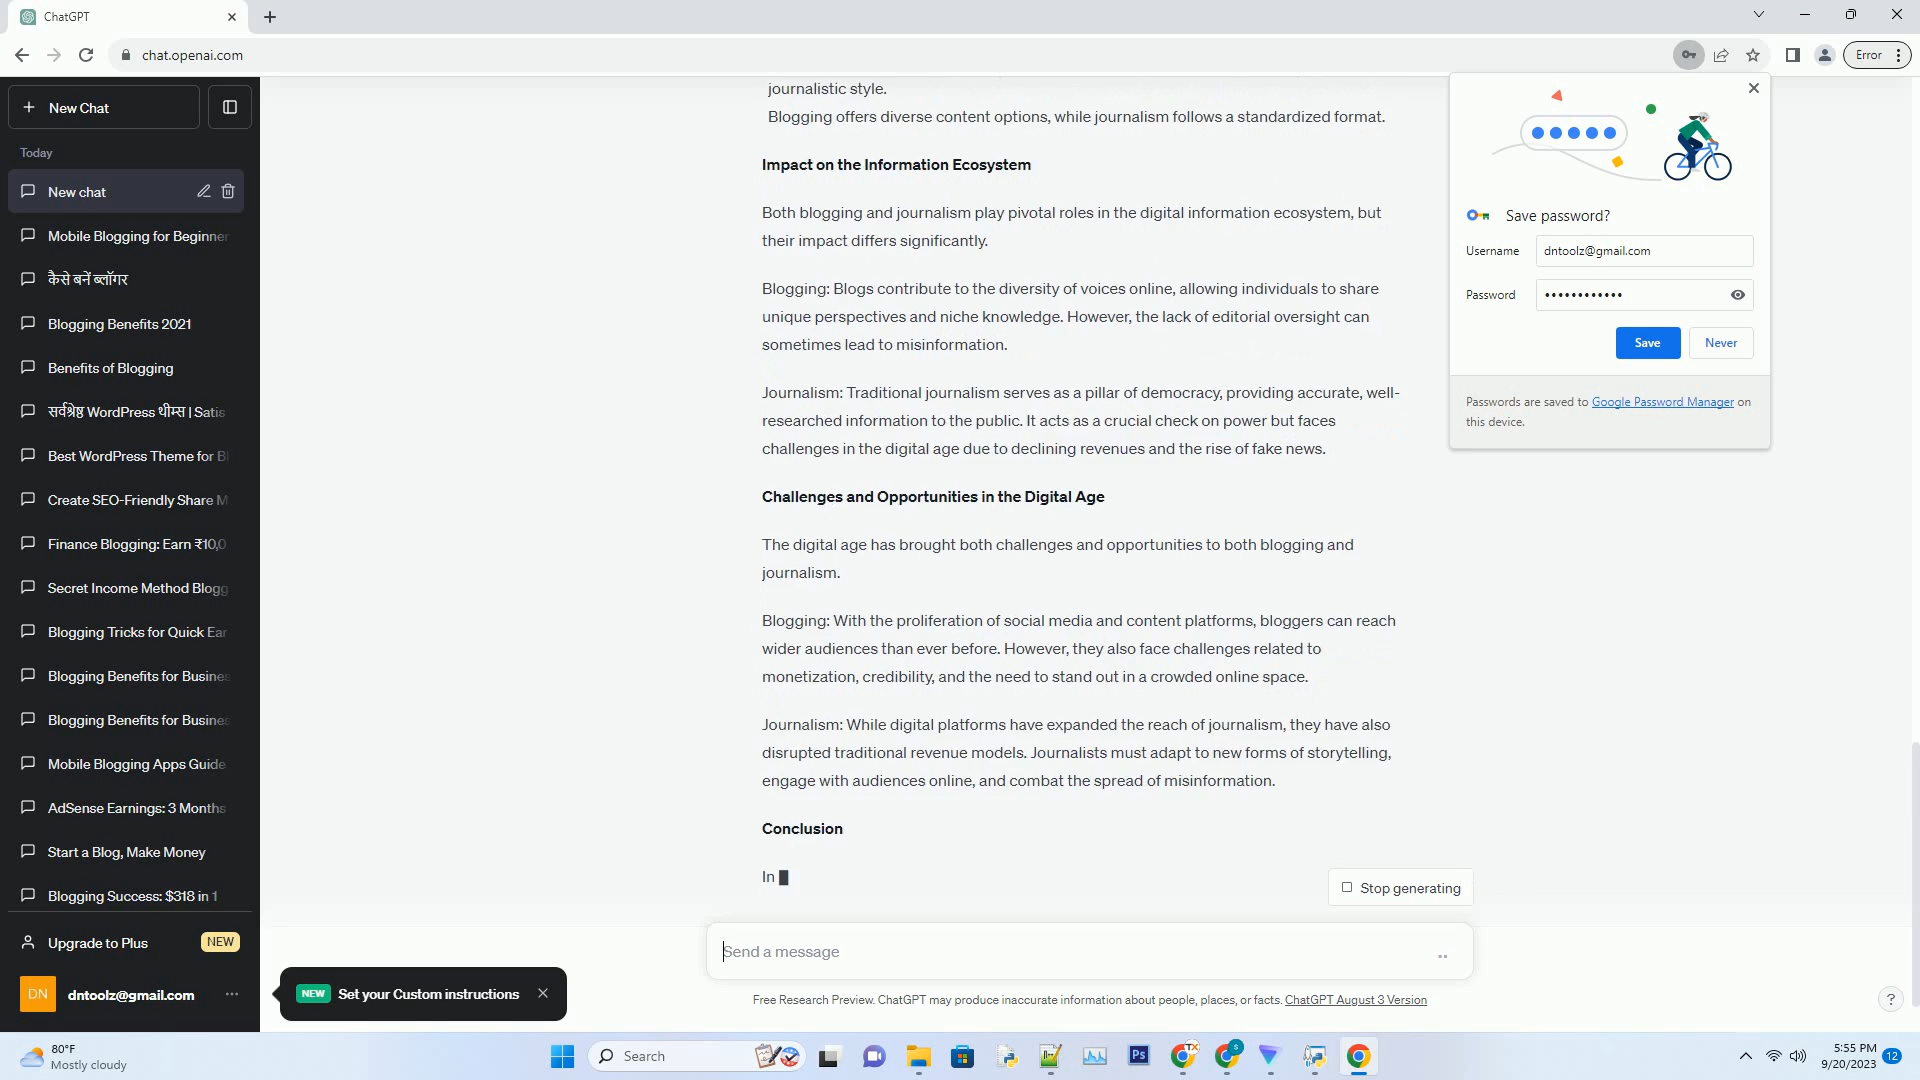 ChatGPT
chat.openai.com
Error
New Chat
Today
New chat
Mobile Blogging for Beginner
कैसे बनें ब्लॉगर
Blogging Benefits 2021
Benefits of Blogging
सर्वश्रेष्ठ WordPress थीम्स | Satis
Best WordPress Theme for Bl
Create SEO-Friendly Share M
Finance Blogging: Earn ₹10,0
Secret Income Method Blogg
Blogging Tricks for Quick Ear
Blogging Benefits for Busines
Blogging Benefits for Busines
Mobile Blogging Apps Guide
AdSense Earnings: 3 Months
Start a Blog, Make Money
Blogging Success: $318 in 1
Upgrade to Plus NEW
DN dntoolz@gmail.com
journalistic style.
Blogging offers diverse content options, while journalism follows a standardized format.
Impact on the Information Ecosystem
Both blogging and journalism play pivotal roles in the digital information ecosystem, but
their impact differs significantly.
Blogging: Blogs contribute to the diversity of voices online, allowing individuals to share
unique perspectives and niche knowledge. However, the lack of editorial oversight can
sometimes lead to misinformation.
Journalism: Traditional journalism serves as a pillar of democracy, providing accurate, well-
researched information to the public. It acts as a crucial check on power but faces
challenges in the digital age due to declining revenues and the rise of fake news.
Challenges and Opportunities in the Digital Age
The digital age has brought both challenges and opportunities to both blogging and
journalism.
Blogging: With the proliferation of social media and content platforms, bloggers can reach
wider audiences than ever before. However, they also face challenges related to
monetization, credibility, and the need to stand out in a crowded online space.
Journalism: While digital platforms have expanded the reach of journalism, they have also
disrupted traditional revenue models. Journalists must adapt to new forms of storytelling,
engage with audiences online, and combat the spread of misinformation.
Conclusion
In
Stop generating
Send a message
Free Research Preview. ChatGPT may produce inaccurate information about people, places, or facts. ChatGPT August 3 Version
NEW Set your Custom instructions
?
Save password?
Username dntoolz@gmail.com
Password ••••••••••••
Save Never
Passwords are saved to Google Password Manager on
this device.
80°F
Mostly cloudy
Search
Ps
TX
S
5:55 PM
9/20/2023
12